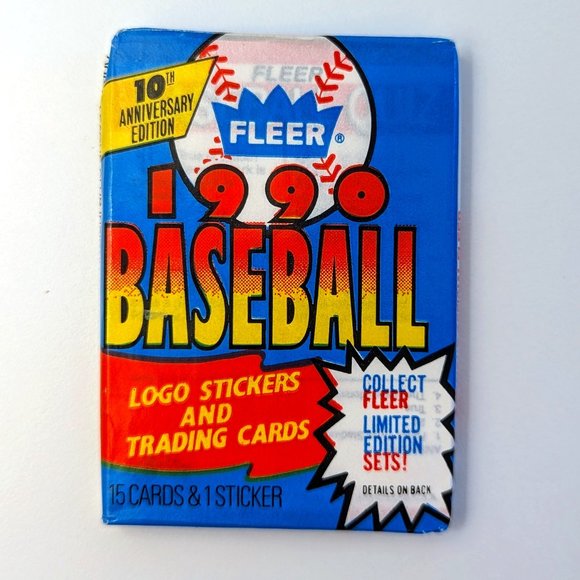 10TH
ANNIVERSARY
EDITION
FLEER
FLEER®
1990
BASEBALL
LOGO STICKERS
AND
TRADING CARDS
COLLECT
FLEER
LIMITED
EDITION
SETS!
DETAILS ON BACK
15 CARDS & 1 STICKER